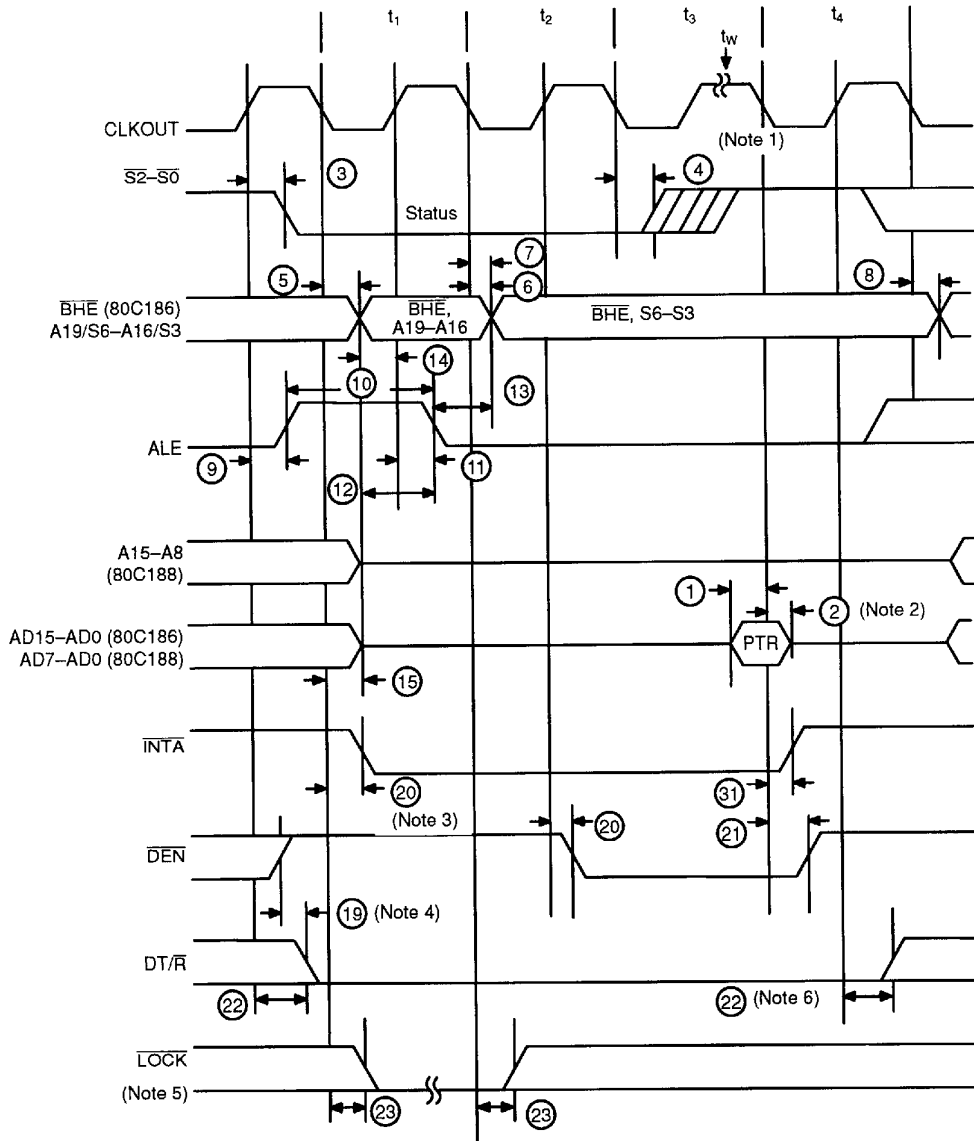 t1 t2 t3 t4
tW
CLKOUT
(Note 1)
S2–S0
3
4
Status
7
5
6
8
BHE (80C186)
A19/S6–A16/S3
BHE,
A19–A16
BHE, S6–S3
14
10
13
ALE
9
11
12
A15–A8
(80C188)
1
2 (Note 2)
AD15–AD0 (80C186)
AD7–AD0 (80C188)
PTR
15
INTA
20
31
(Note 3)
20
21
DEN
19 (Note 4)
DT/R
22
22 (Note 6)
LOCK
(Note 5)
23
23